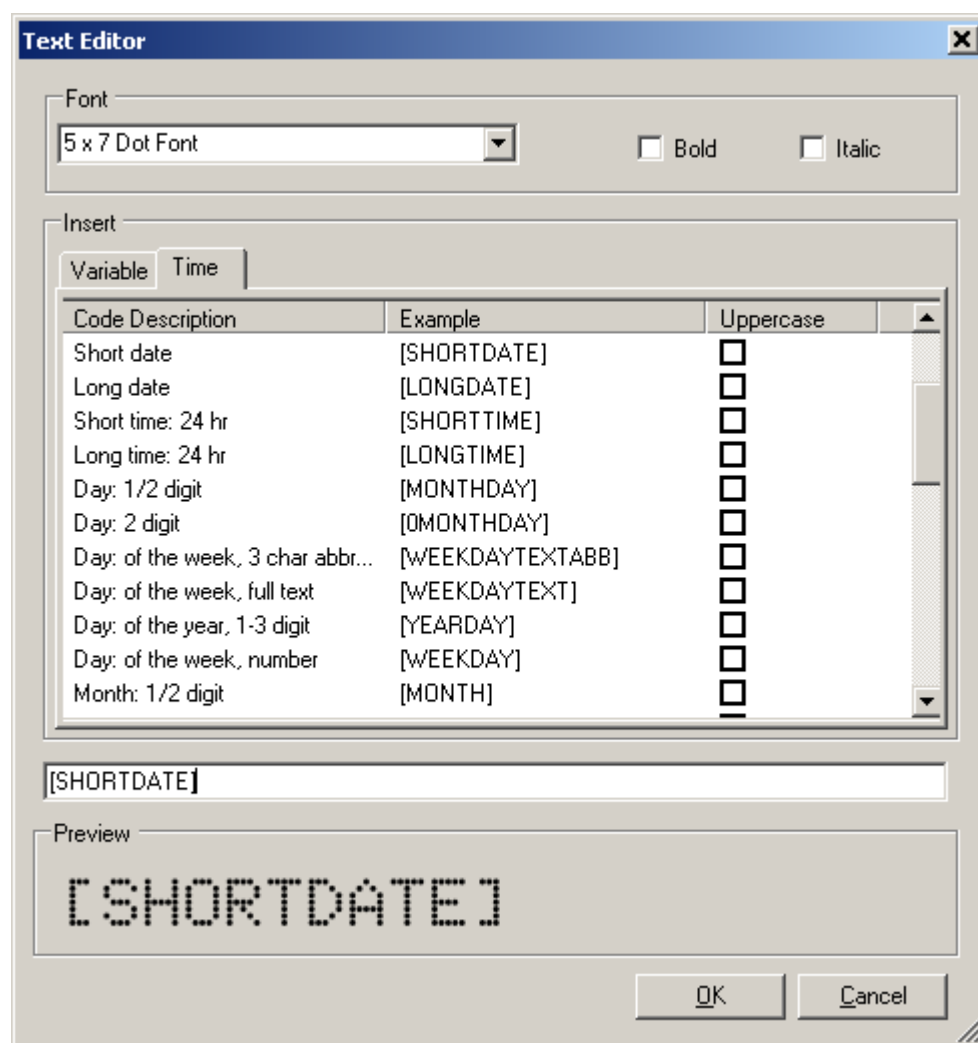 Text Editor
Font
5 x 7 Dot Font Bold Italic
Insert
Variable Time
Code Description Example Uppercase
Short date [SHORTDATE]
Long date [LONGDATE]
Short time: 24 hr [SHORTTIME]
Long time: 24 hr [LONGTIME]
Day: 1/2 digit [MONTHDAY]
Day: 2 digit [0MONTHDAY]
Day: of the week, 3 char abbr... [WEEKDAYTEXTABB]
Day: of the week, full text [WEEKDAYTEXT]
Day: of the year, 1-3 digit [YEARDAY]
Day: of the week, number [WEEKDAY]
Month: 1/2 digit [MONTH]
[SHORTDATE]
Preview
[SHORTDATE]
OK Cancel